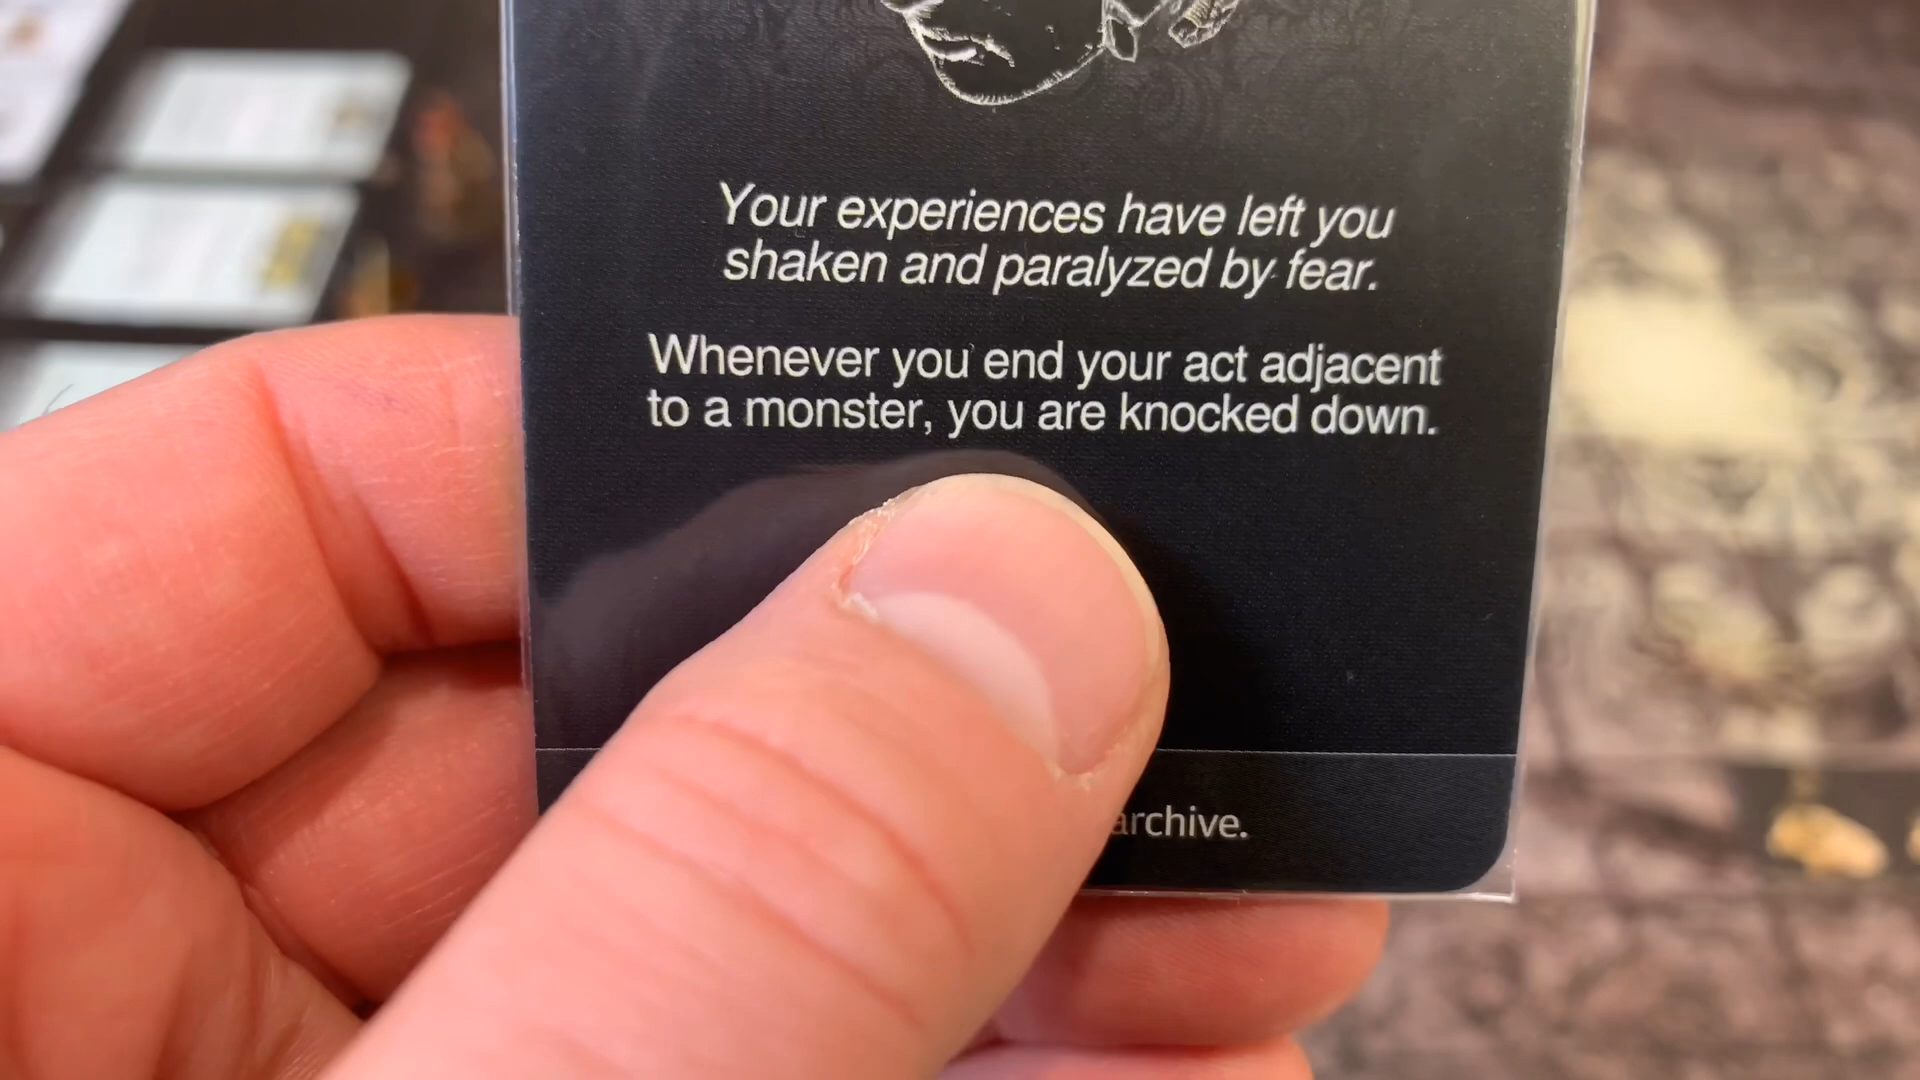 Your experiences have left you
shaken and paralyzed by fear.
Whenever you end your act adjacent
to a monster, you are knocked down.
archive.